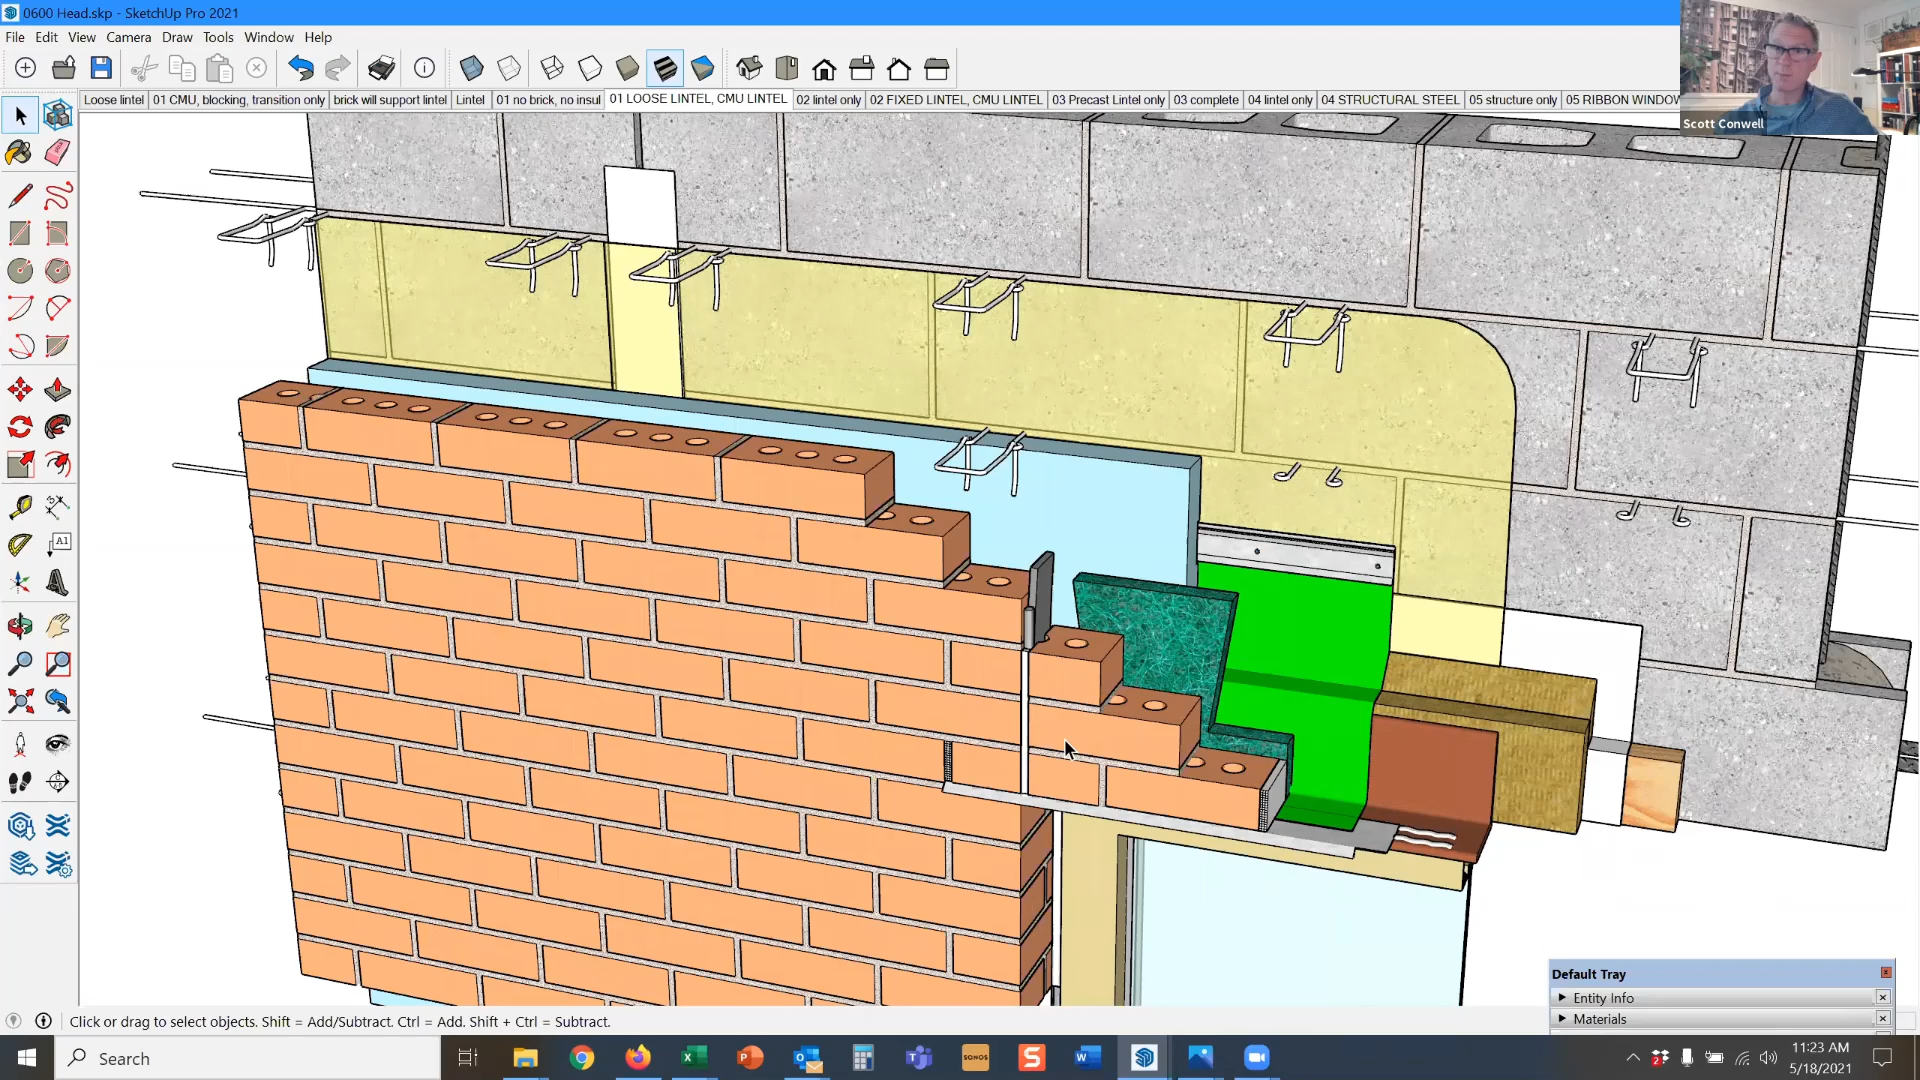 0600 Head.skp - SketchUp Pro 2021
File Edit View Camera Draw Tools Window Help
Loose lintel 01 CMU, blocking, transition only brick will support lintel Lintel 01 no brick, no insul 01 LOOSE LINTEL, CMU LINTEL 02 lintel only 02 FIXED LINTEL, CMU LINTEL 03 Precast Lintel only 03 complete 04 lintel only 04 STRUCTURAL STEEL 05 structure only 05 RIBBON WINDOW
Scott Conwell
A1
Default Tray
Entity Info
Materials
Click or drag to select objects. Shift = Add/Subtract. Ctrl = Add. Shift + Ctrl = Subtract.
Search
SONOS
2
11:23 AM
5/18/2021